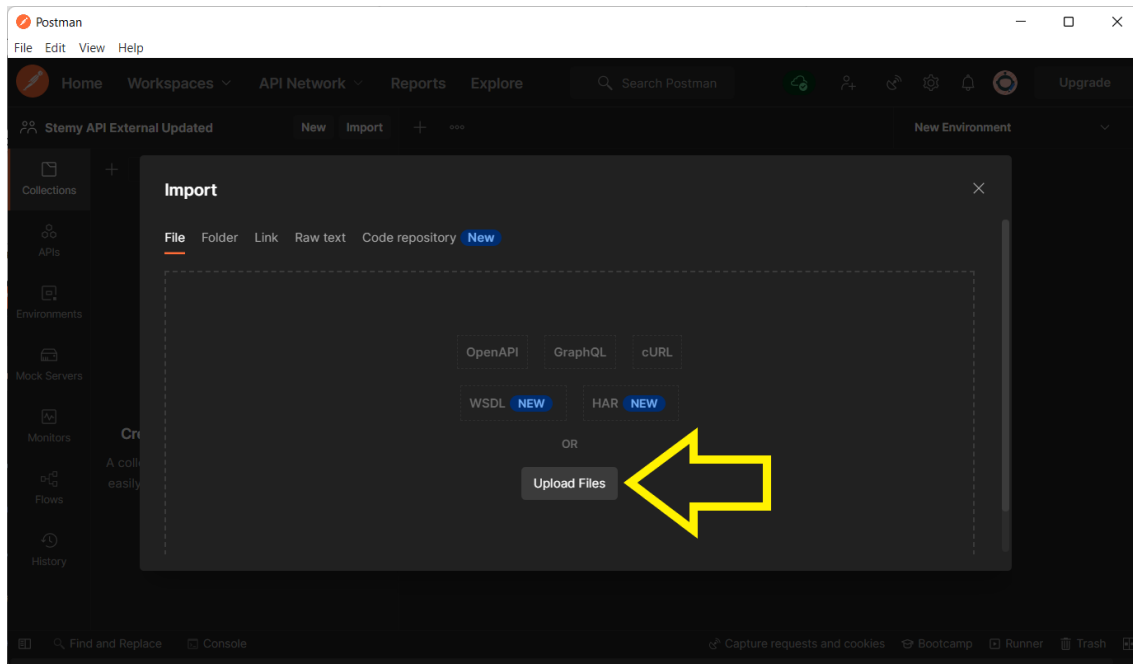 Postman
File Edit View Help
Home Workspaces API Network Reports Explore Search Postman Upgrade
Stemy API External Updated New Import New Environment
Collections
APIs
Environments
Mock Servers
Monitors
Flows
History
Import
File Folder Link Raw text Code repository New
OpenAPI GraphQL cURL
WSDL NEW HAR NEW
OR
Upload Files
A coll
easily
Find and Replace Console Capture requests and cookies Bootcamp Runner Trash